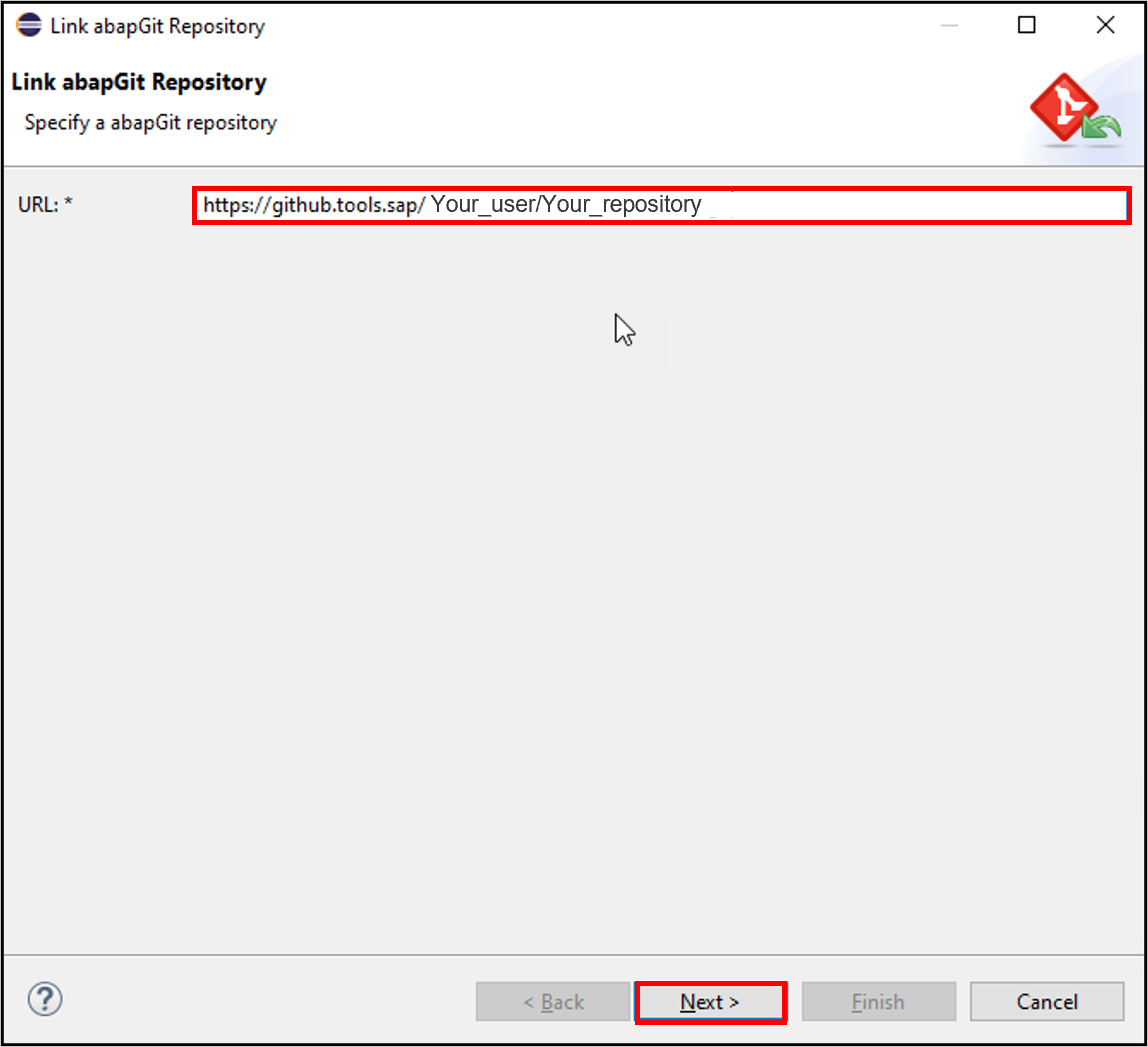 Link abapGit Repository
Link abapGit Repository
Specify a abapGit repository
URL: * https://github.tools.sap/ Your_user/Your_repository
? < Back Next > Finish Cancel